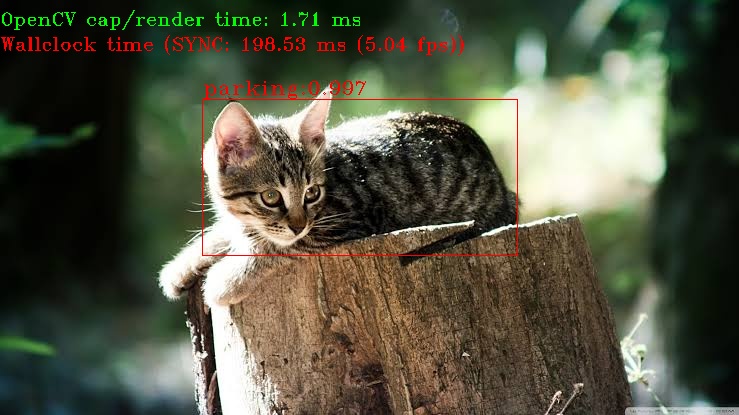 OpenCV cap/render time: 1.71 ms
Wallclock time (SYNC: 198.53 ms (5.04 fps))
parking:0.997